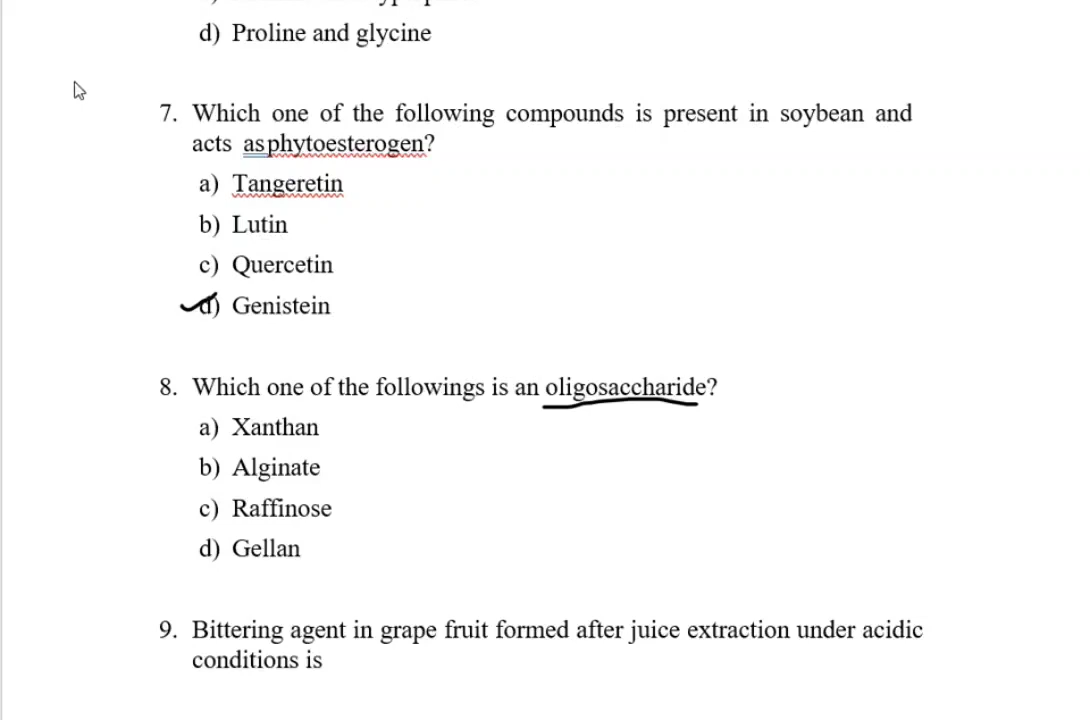 d) Proline and glycine
7. Which one of the following compounds is present in soybean and
acts asphytoesterogen?
a) Tangeretin
b) Lutin
c) Quercetin
d) Genistein
8. Which one of the followings is an oligosaccharide?
a) Xanthan
b) Alginate
c) Raffinose
d) Gellan
9. Bittering agent in grape fruit formed after juice extraction under acidic
conditions is